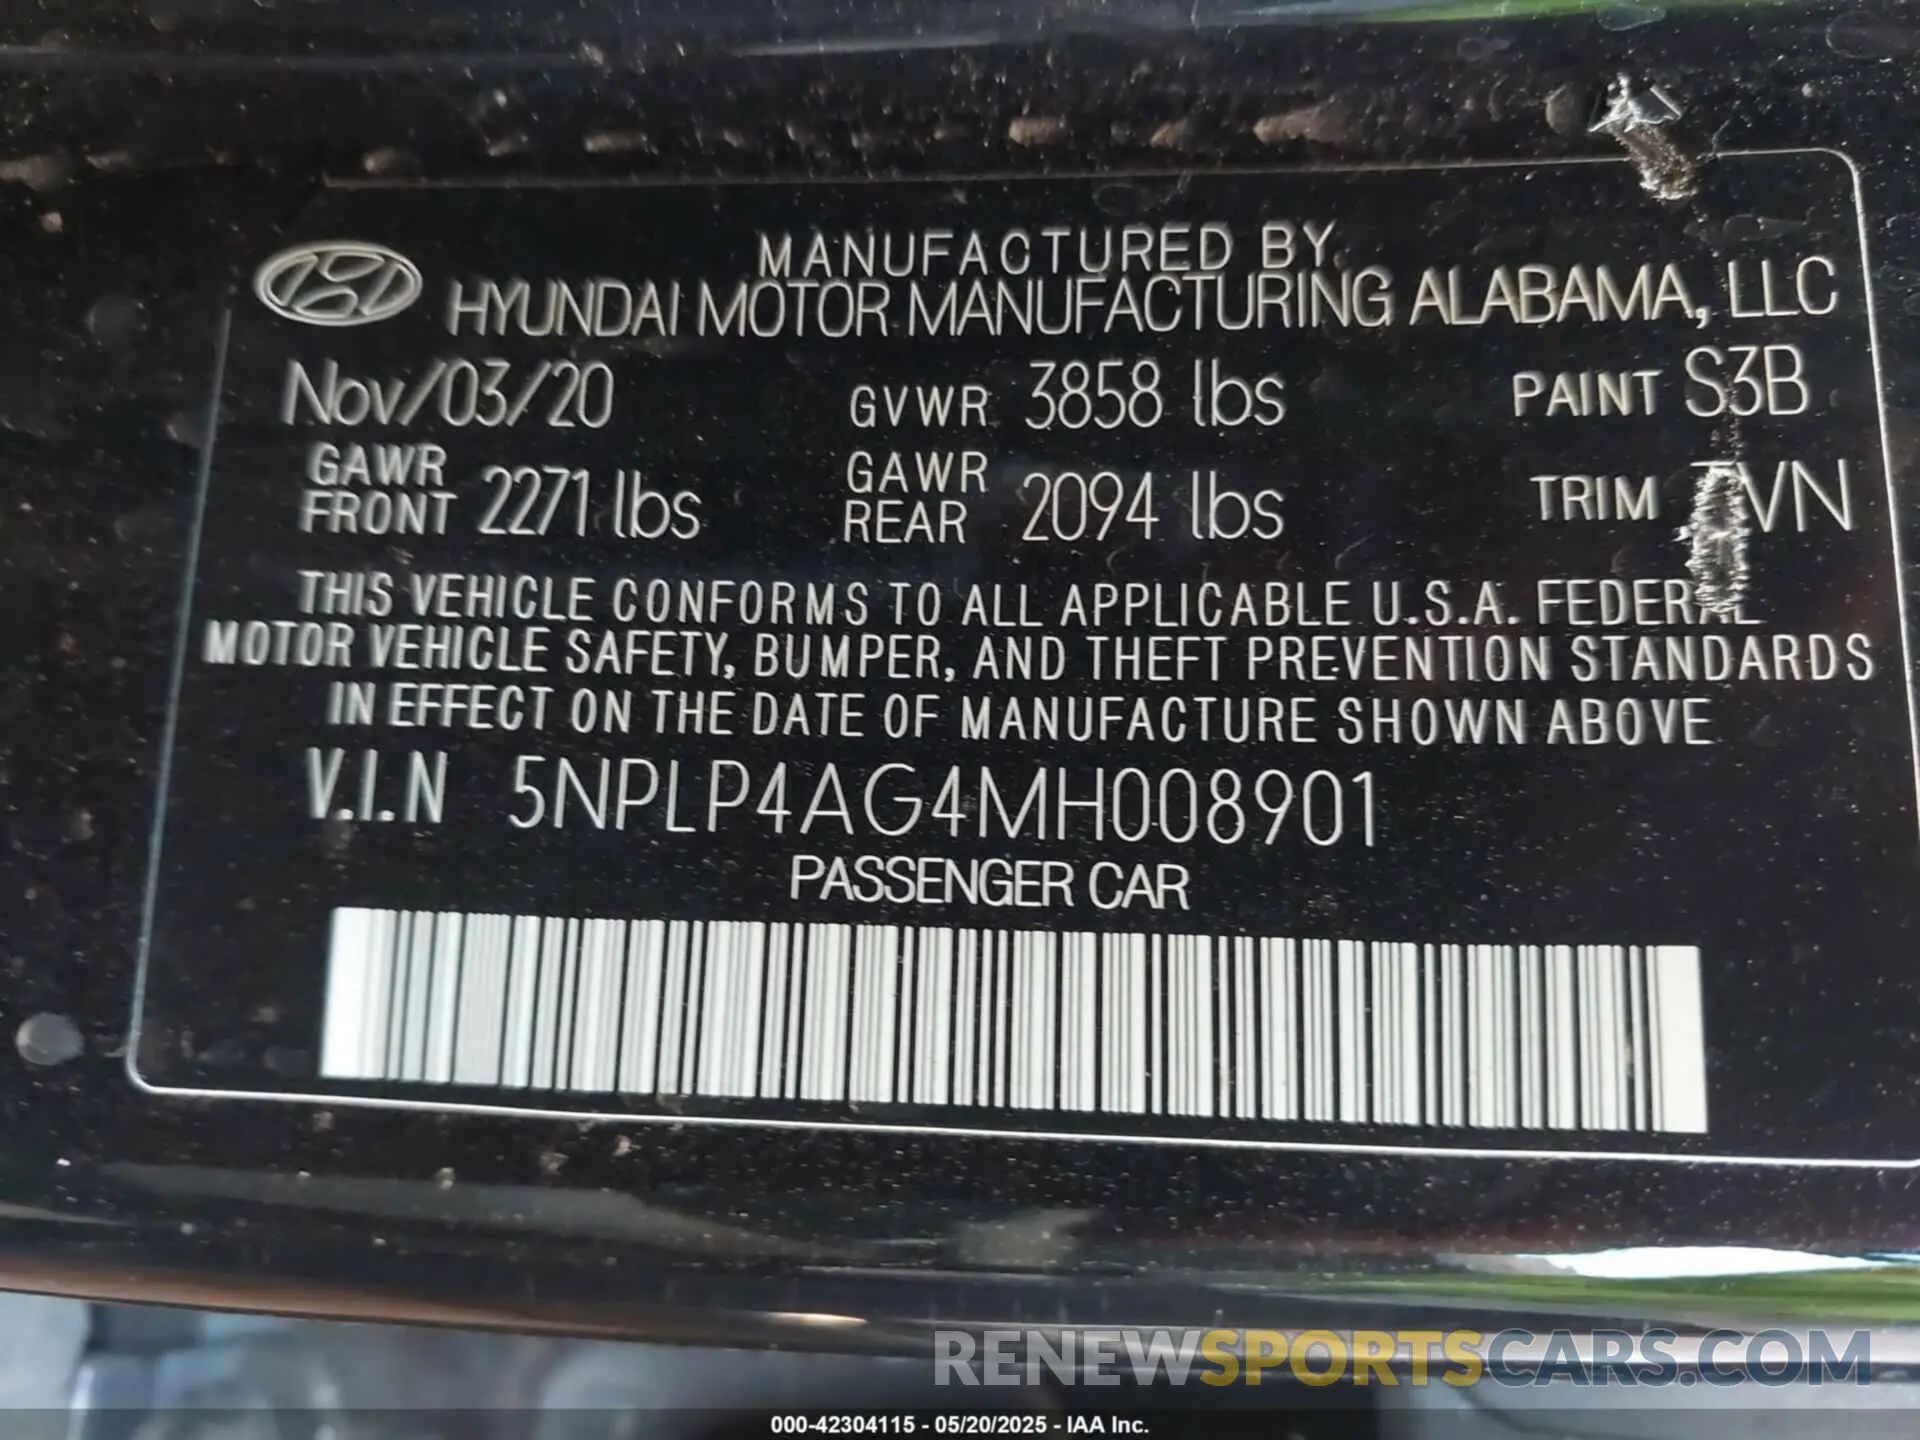 MANUFACTURED BY
HYUNDAI MOTOR MANUFACTURING ALABAMA, LLC
Nov/03/20 GVWR 3858 lbs PAINT S3B
GAWR FRONT 2271 lbs GAWR REAR 2094 lbs TRIM
THIS VEHICLE CONFORMS TO ALL APPLICABLE U.S.A. FEDERAL
MOTOR VEHICLE SAFETY, BUMPER, AND THEFT PREVENTION STANDARDS
IN EFFECT ON THE DATE OF MANUFACTURE SHOWN ABOVE
V.I.N 5NPLP4AG4MH008901
PASSENGER CAR
RENEWSPORTSCARS.COM
000-42304115 - 05/20/2025 - IAA Inc.